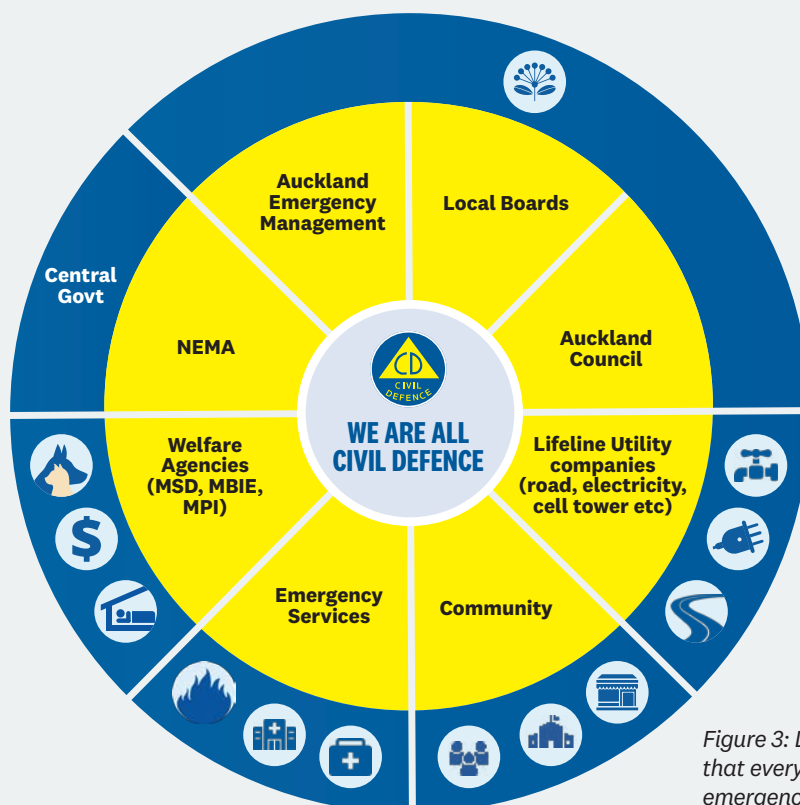 Auckland
Emergency
Management
Local Boards
Central
Govt
NEMA
Auckland
Council
CD
CIVIL
DEFENCE
WE ARE ALL
CIVIL DEFENCE
Welfare
Agencies
(MSD, MBIE,
MPI)
Lifeline Utility
companies
(road, electricity,
cell tower etc)
$
Emergency
Services
Community
Figure 3:
that every
emergenc